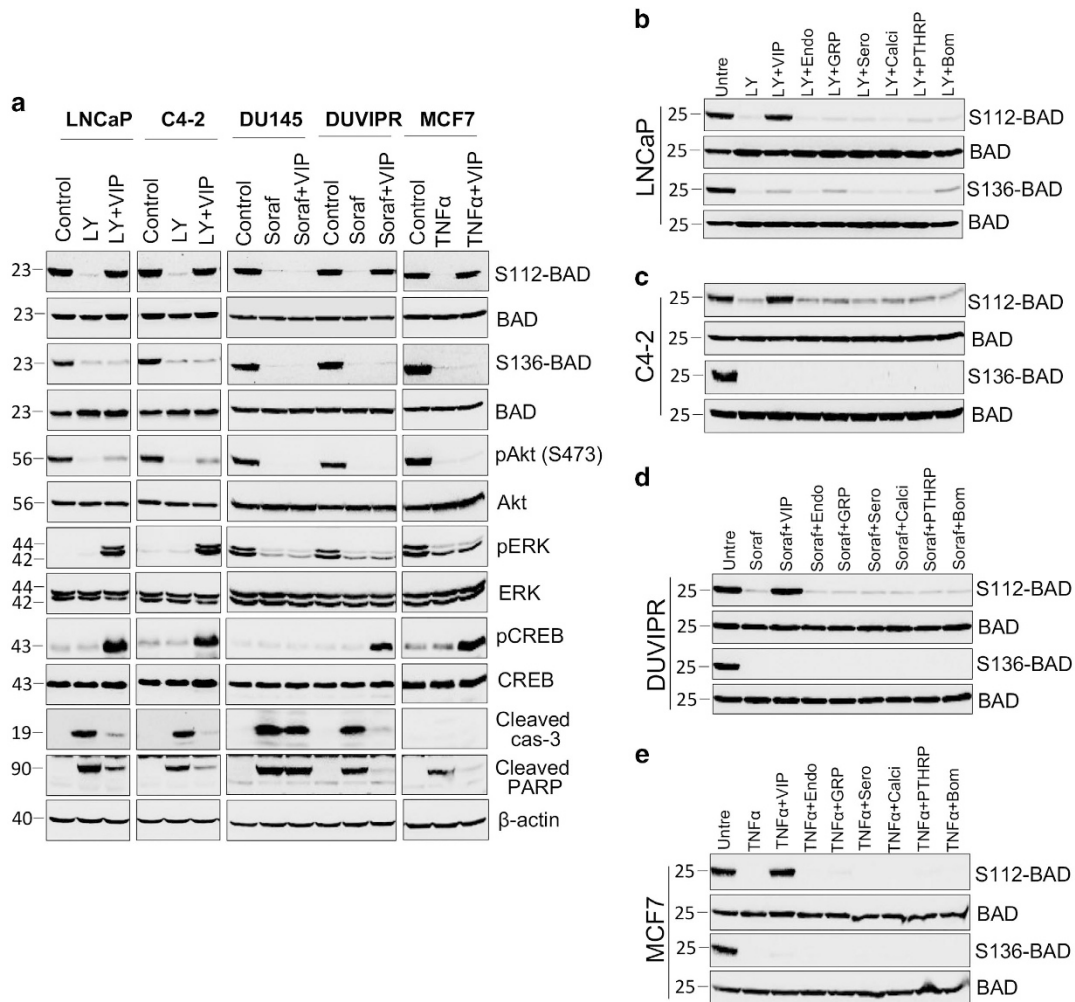 a
LNCaP C4-2 DU145 DUVIPR MCF7
Control LY LY+VIP Control LY LY+VIP Control Soraf Soraf+VIP Control Soraf Soraf+VIP Control TNFα TNFα+VIP
23 S112-BAD
23 BAD
23 S136-BAD
23 BAD
56 pAkt (S473)
56 Akt
44 pERK
42
44 ERK
42
43 pCREB
43 CREB
19 Cleaved cas-3
90 Cleaved PARP
40 β-actin
b
Untre LY LY+VIP LY+Endo LY+GRP LY+Sero LY+Calci LY+PTHRP LY+Bom
LNCaP
25 S112-BAD
25 BAD
25 S136-BAD
25 BAD
c
C4-2
25 S112-BAD
25 BAD
25 S136-BAD
25 BAD
d
Untre Soraf Soraf+VIP Soraf+Endo Soraf+GRP Soraf+Sero Soraf+Calci Soraf+PTHRP Soraf+Bom
DUVIPR
25 S112-BAD
25 BAD
25 S136-BAD
25 BAD
e
Untre TNFα TNFα+VIP TNFα+Endo TNFα+GRP TNFα+Sero TNFα+Calci TNFα+PTHRP TNFα+Bom
MCF7
25 S112-BAD
25 BAD
25 S136-BAD
25 BAD